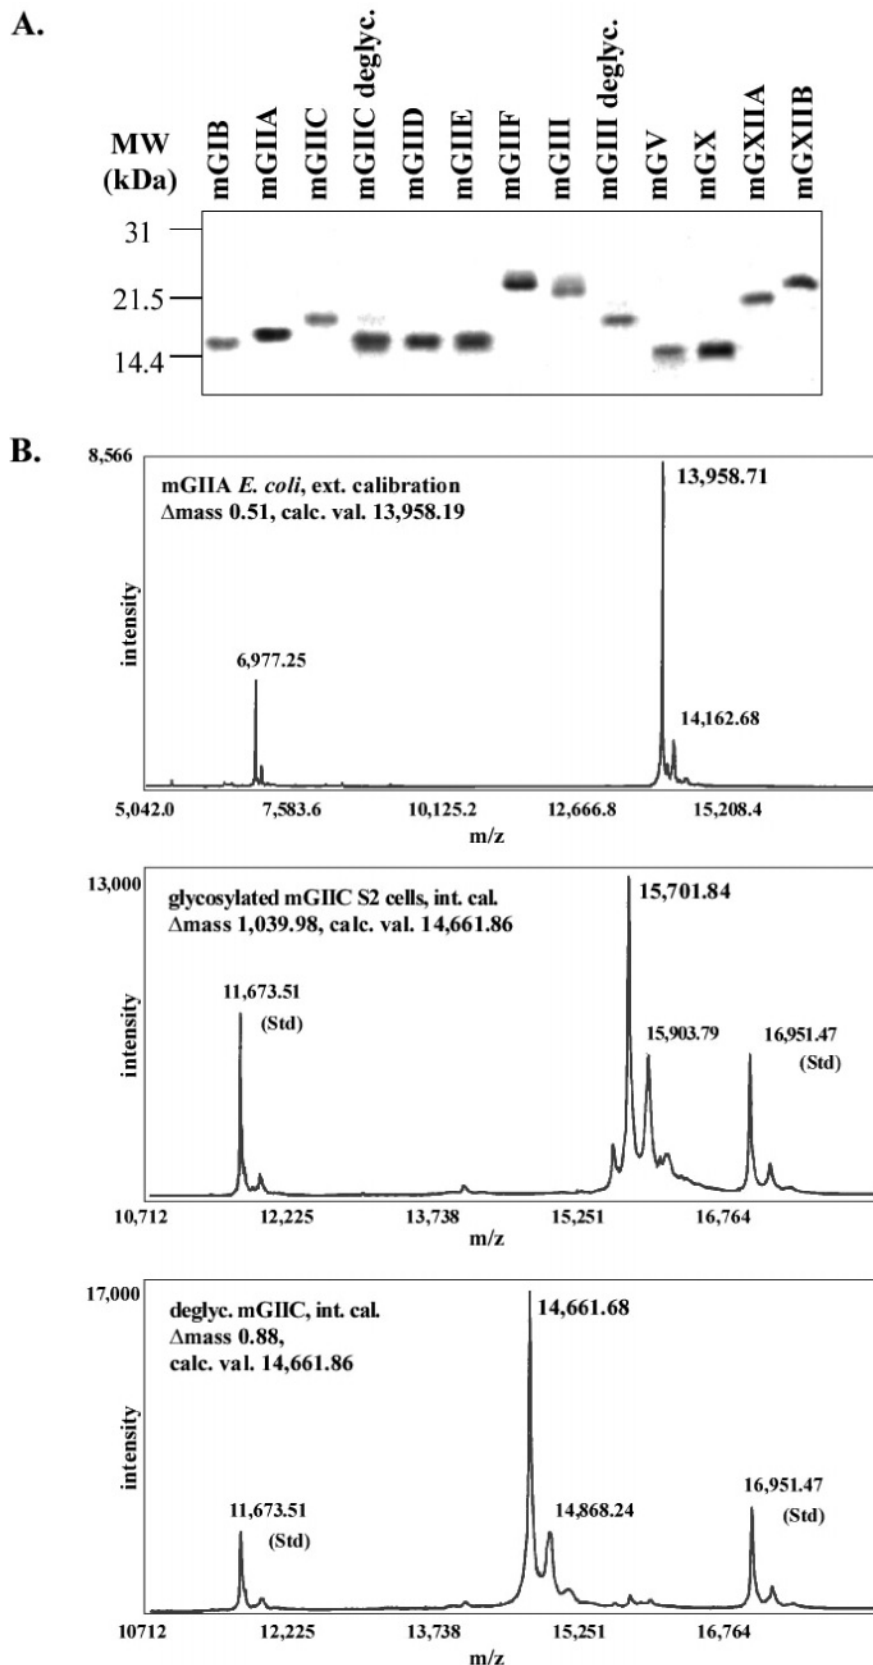 A.
MW
(kDa)
mGIB
mGIIA
mGIIC
mGIIC deglyc.
mGIID
mGIIE
mGIIF
mGIII
mGIII deglyc.
mGV
mGX
mGXIIA
mGXIIB
31
21.5
14.4
B.
8,566
mGIIA E. coli, ext. calibration
Δmass 0.51, calc. val. 13,958.19
13,958.71
6,977.25
14,162.68
intensity
5,042.0 7,583.6 10,125.2 12,666.8 15,208.4
m/z
13,000
glycosylated mGIIC S2 cells, int. cal.
Δmass 1,039.98, calc. val. 14,661.86
15,701.84
11,673.51
(Std)
15,903.79
16,951.47
(Std)
intensity
10,712 12,225 13,738 15,251 16,764
m/z
17,000
deglyc. mGIIC, int. cal.
Δmass 0.88,
calc. val. 14,661.86
14,661.68
11,673.51
(Std)
14,868.24
16,951.47
(Std)
intensity
10712 12,225 13,738 15,251 16,764
m/z